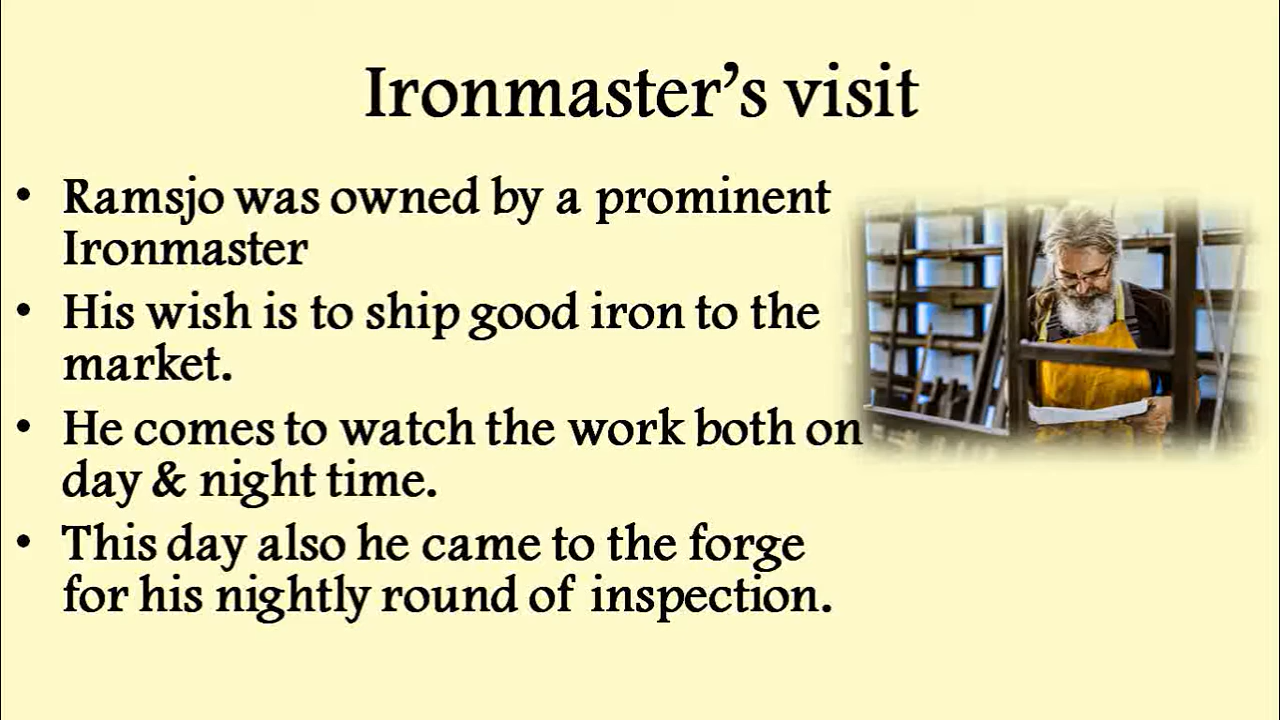 Ironmaster’s visit
• Ramsjo was owned by a prominent
Ironmaster
• His wish is to ship good iron to the
market.
• He comes to watch the work both on
day & night time.
• This day also he came to the forge
for his nightly round of inspection.